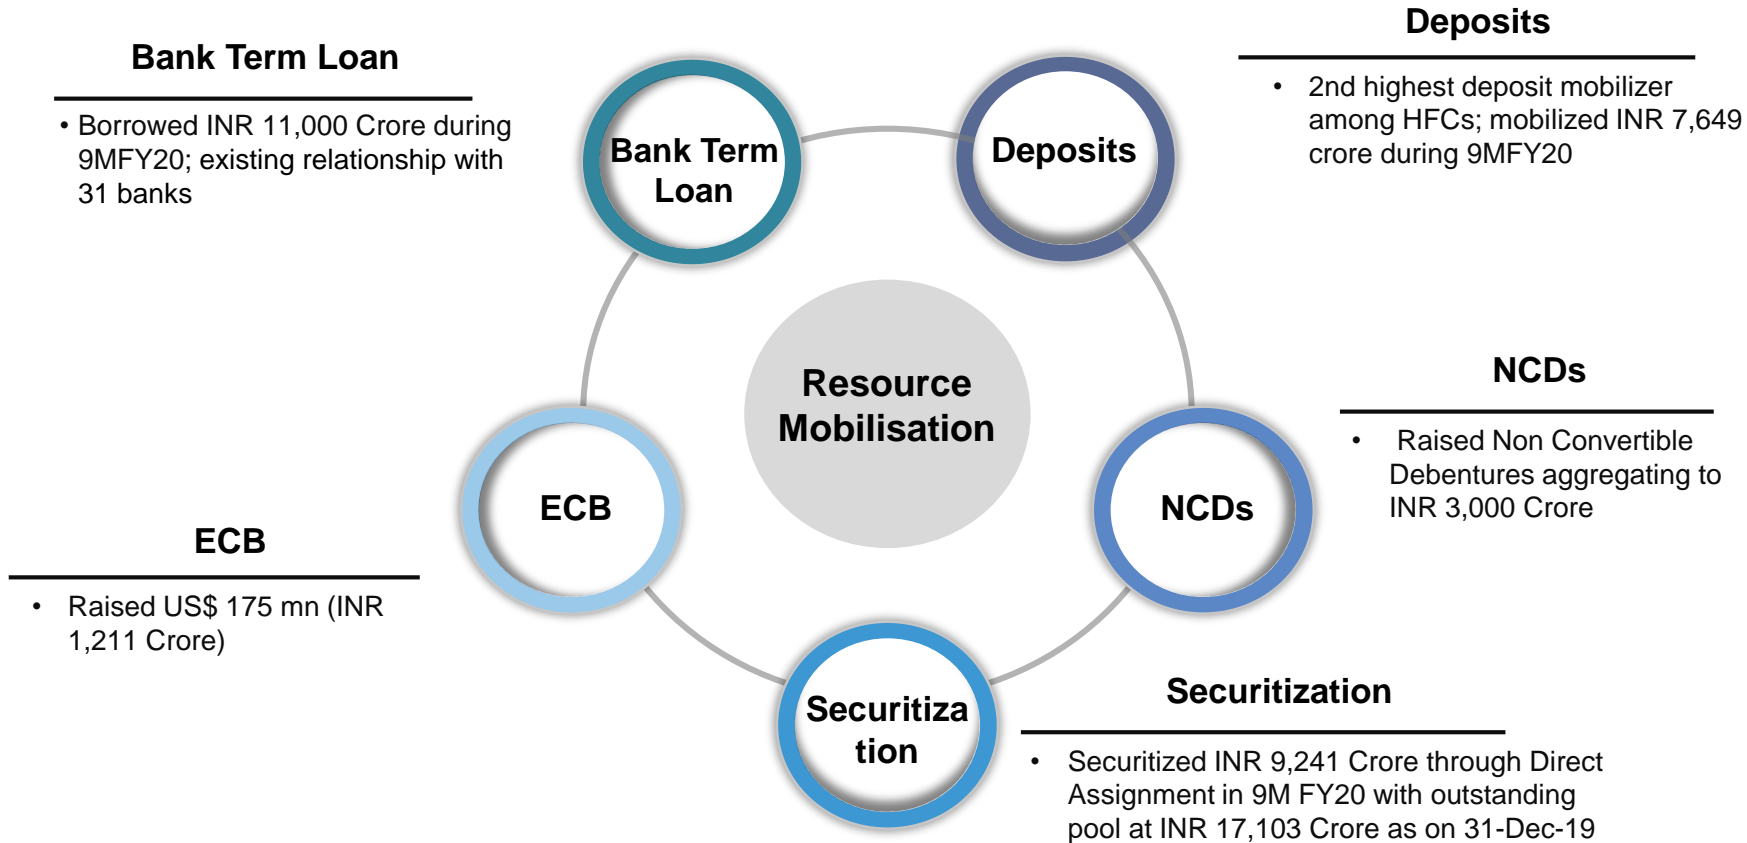 Bank Term Loan
• Borrowed INR 11,000 Crore during
9MFY20; existing relationship with
31 banks
Deposits
• 2nd highest deposit mobilizer
among HFCs; mobilized INR 7,649
crore during 9MFY20
Bank Term
Loan
Deposits
Resource
Mobilisation
NCDs
• Raised Non Convertible
Debentures aggregating to
INR 3,000 Crore
ECB
NCDs
ECB
• Raised US$ 175 mn (INR
1,211 Crore)
Securitiza
tion
Securitization
• Securitized INR 9,241 Crore through Direct
Assignment in 9M FY20 with outstanding
pool at INR 17,103 Crore as on 31-Dec-19